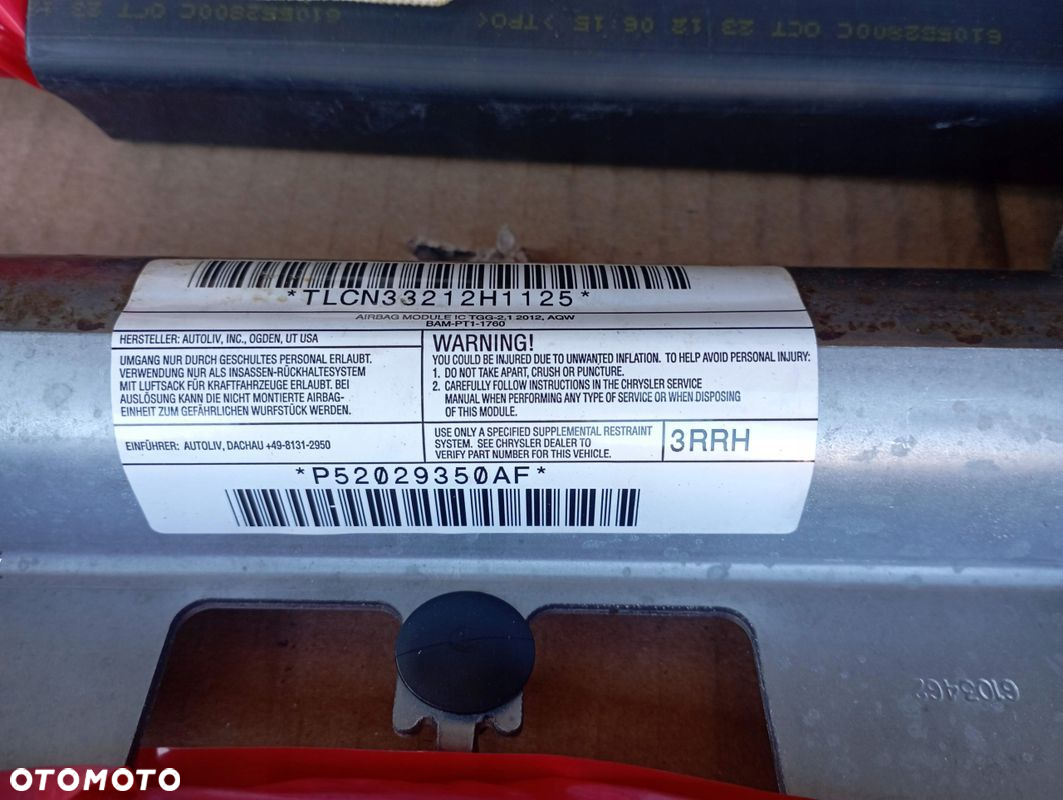 610552800C OCT 23 12 06:15 >TPO<
610552800C OCT 23
*TLCN33212H1125*
AIRBAG MODULE IC TGG-2,1 2012, AQW
BAM-PT1-1760
HERSTELLER: AUTOLIV, INC., OGDEN, UT USA
UMGANG NUR DURCH GESCHULTES PERSONAL ERLAUBT.
VERWENDUNG NUR ALS INSASSEN-RÜCKHALTESYSTEM
MIT LUFTSACK FÜR KRAFTFAHRZEUGE ERLAUBT. BEI
AUSLÖSUNG KANN DIE NICHT MONTIERTE AIRBAG-
EINHEIT ZUM GEFÄHRLICHEN WURFSTÜCK WERDEN.
WARNING!
YOU COULD BE INJURED DUE TO UNWANTED INFLATION. TO HELP AVOID PERSONAL INJURY:
1. DO NOT TAKE APART, CRUSH OR PUNCTURE.
2. CAREFULLY FOLLOW INSTRUCTIONS IN THE CHRYSLER SERVICE
MANUAL WHEN PERFORMING ANY TYPE OF SERVICE OR WHEN DISPOSING
OF THIS MODULE.
EINFÜHRER: AUTOLIV, DACHAU +49-8131-2950
USE ONLY A SPECIFIED SUPPLEMENTAL RESTRAINT
SYSTEM. SEE CHRYSLER DEALER TO
VERIFY PART NUMBER FOR THIS VEHICLE.
3RRH
*P52029350AF*
OTOMOTO